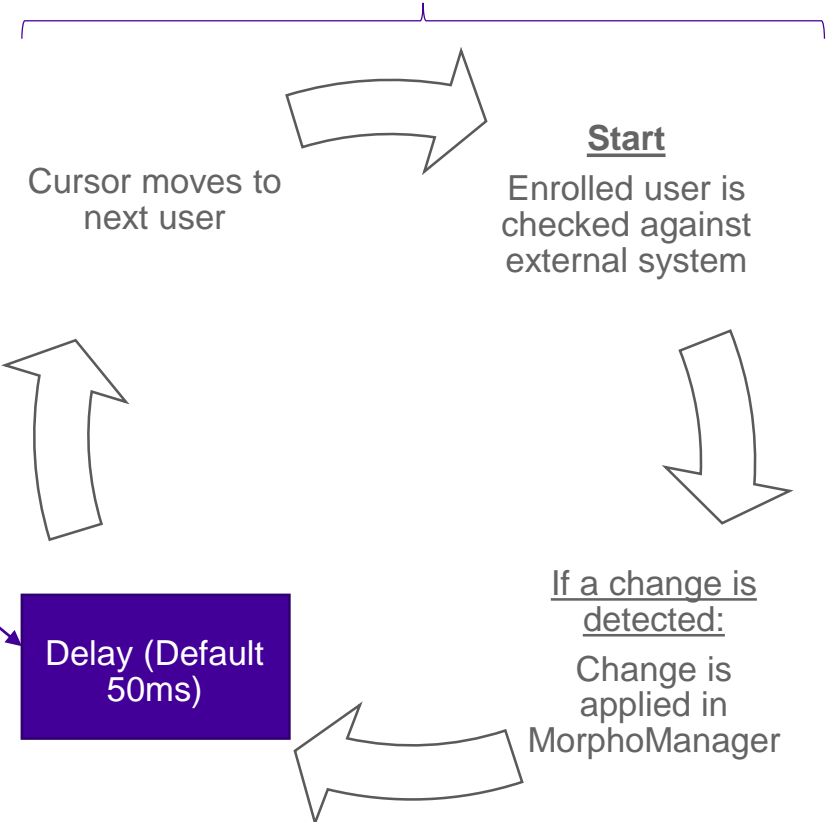 Start
Enrolled user is
checked against
external system
If a change is
detected:
Change is
applied in
MorphoManager
Delay (Default
50ms)
Cursor moves to
next user